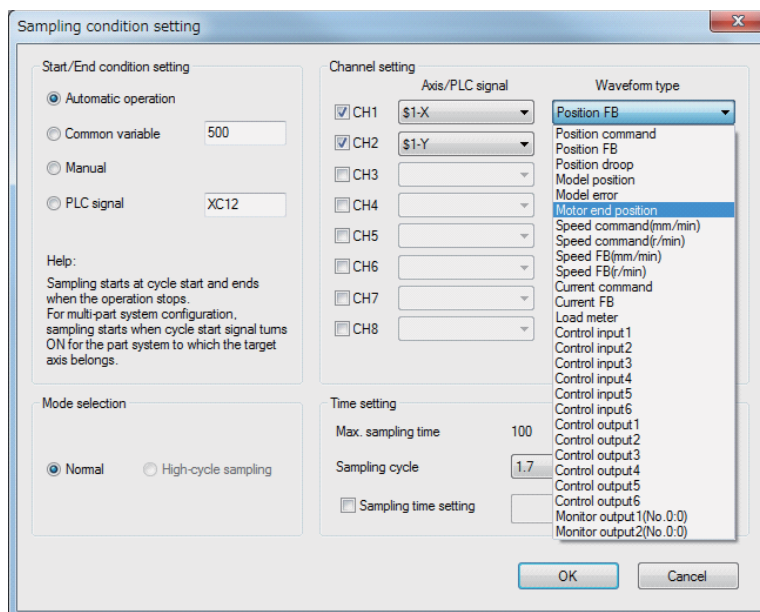 Sampling condition setting
Start/End condition setting
Automatic operation
Common variable
500
Manual
PLC signal
XC12
Help:
Sampling starts at cycle start and ends
when the operation stops.
For multi-part system configuration,
sampling starts when cycle start signal turns
ON for the part system to which the target
axis belongs.
Channel setting
Axis/PLC signal
Waveform type
CH1
$1-X
Position FB
CH2
$1-Y
CH3
CH4
CH5
CH6
CH7
CH8
Position command
Position FB
Position droop
Model position
Model error
Motor end position
Speed command(mm/min)
Speed command(r/min)
Speed FB(mm/min)
Speed FB(r/min)
Current command
Current FB
Load meter
Control input1
Control input2
Control input3
Control input4
Control input5
Control input6
Control output1
Control output2
Control output3
Control output4
Control output5
Control output6
Monitor output1(No.0:0)
Monitor output2(No.0:0)
Mode selection
Normal
High-cycle sampling
Time setting
Max. sampling time
100
Sampling cycle
1.7
Sampling time setting
OK
Cancel